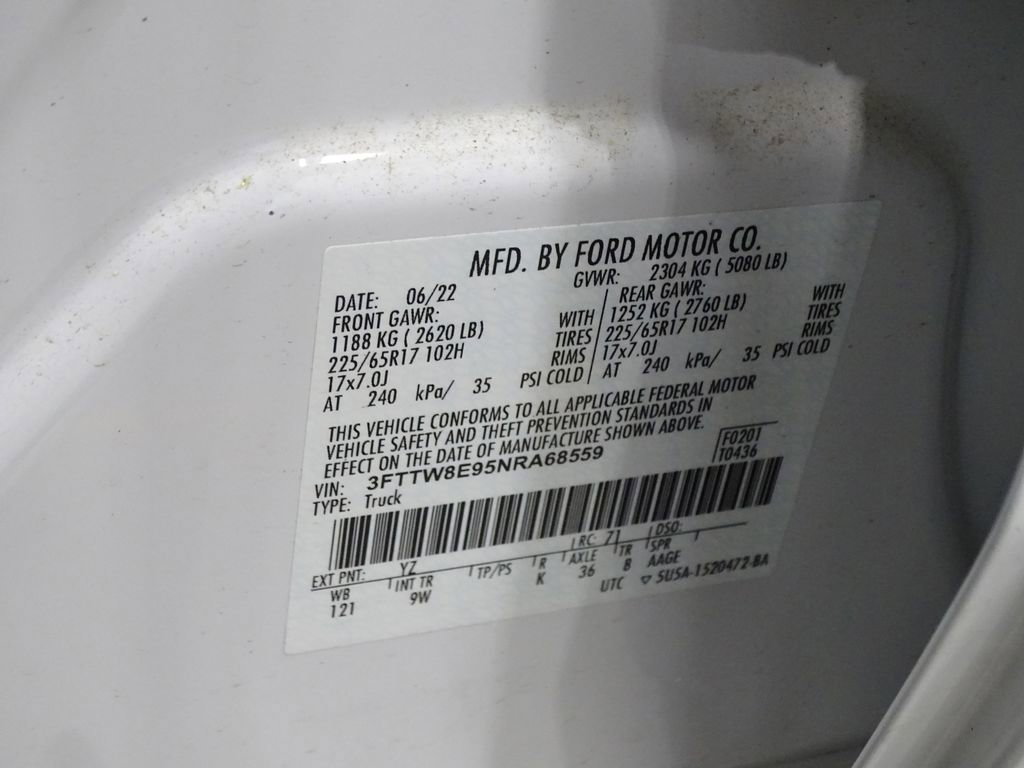 MFD. BY FORD MOTOR CO.
DATE: 06/22 GVWR: 2304 KG ( 5080 LB)
FRONT GAWR: REAR GAWR:
1188 KG ( 2620 LB) WITH 1252 KG ( 2760 LB) WITH
225/65R17 102H TIRES 225/65R17 102H TIRES
17x7.0J RIMS 17x7.0J RIMS
AT 240 kPa/ 35 PSI COLD AT 240 kPa/ 35 PSI COLD
THIS VEHICLE CONFORMS TO ALL APPLICABLE FEDERAL MOTOR
VEHICLE SAFETY AND THEFT PREVENTION STANDARDS IN
EFFECT ON THE DATE OF MANUFACTURE SHOWN ABOVE.
F0201
T0436
VIN: 3FTTW8E95NRA68559
TYPE: Truck
EXT PNT: YZ RC: 71 DSO:
WB INT TR TP/PS R AXLE TR SPR
121 9W K 36 B AAGE
UTC ▽ 5U5A-1520472-BA